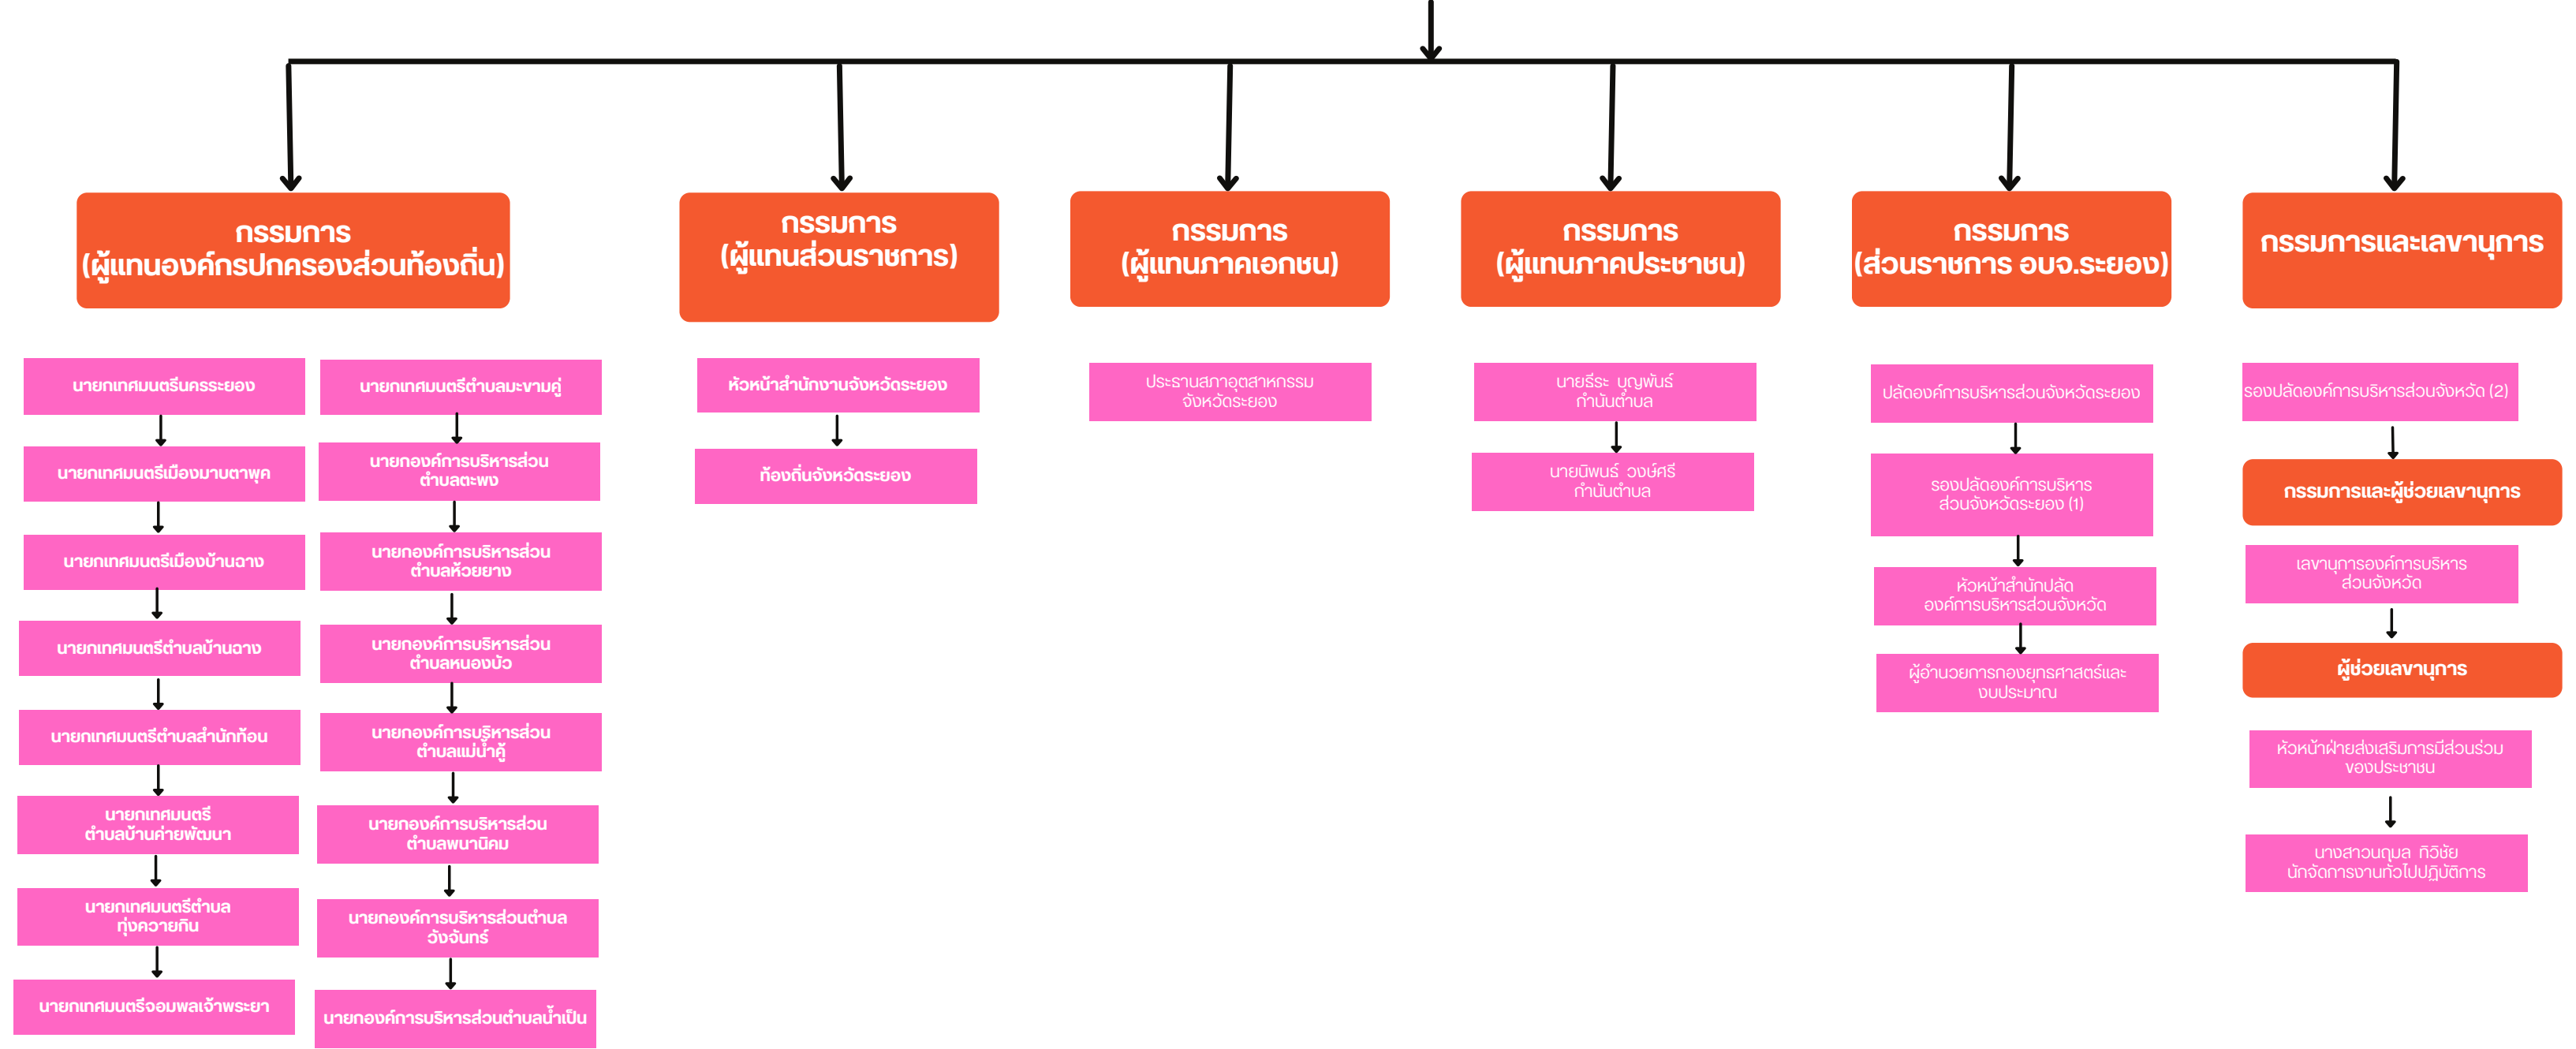 กรรมการ
(ผู้แทนองค์กรปกครองส่วนท้องถิ่น)
นายกเทศมนตรีนครระยอง
นายกเทศมนตรีเมืองมาบตาพุค
นายกเทศมนตรีเมืองบ้านฉาง
นายกเทศมนตรีตำบลบ้านฉาง
นายกเทศมนตรีตำบลสำนักท้อน
นายกเทศมนตรี
ตำบลบ้านค่ายพัฒนา
นายกเทศมนตรีตำบล
ทุ่งควายกิน
นายกเทศมนตรีจอมพลเจ้าพระยา
นายกเทศมนตรีตำบลมะขามคู่
นายกองค์การบริหารส่วน
ตำบลตะพง
นายกองค์การบริหารส่วน
ตำบลห้วยยาง
นายกองค์การบริหารส่วน
ตำบลหนองบัว
นายกองค์การบริหารส่วน
ตำบลแม่น้ำคู้
นายกองค์การบริหารส่วน
ตำบลพนานิคม
นายกองค์การบริหารส่วนตำบล
วังจันทร์
นายกองค์การบริหารส่วนตำบลน้ำเป็น
กรรมการ
(ผู้แทนส่วนราชการ)
หัวหน้าสำนักงานจังหวัดระยอง
ท้องถิ่นจังหวัดระยอง
กรรมการ
(ผู้แทนภาคเอกชน)
ประธานสภาอุตสาหกรรม
จังหวัดระยอง
กรรมการ
(ผู้แทนภาคประชาชน)
นายธีระ บุญพันธ์
กำนันตำบล
นายนิพนธ์ วงษ์ศรี
กำนันตำบล
กรรมการ
(ส่วนราชการ อบจ.ระยอง)
ปลัดองค์การบริหารส่วนจังหวัดระยอง
รองปลัดองค์การบริหาร
ส่วนจังหวัดระยอง (1)
หัวหน้าสำนักปลัด
องค์การบริหารส่วนจังหวัด
ผู้อำนวยการกองยุทธศาสตร์และ
งบประมาณ
กรรมการและเลขานุการ
รองปลัดองค์การบริหารส่วนจังหวัด (2)
กรรมการและผู้ช่วยเลขานุการ
เลขานุการองค์การบริหาร
ส่วนจังหวัด
ผู้ช่วยเลขานุการ
หัวหน้าฝ่ายส่งเสริมการมีส่วนร่วม
ของประชาชน
นางสาวนฤมล ทิวิชัย
นักจัดการงานทั่วไปปฏิบัติการ